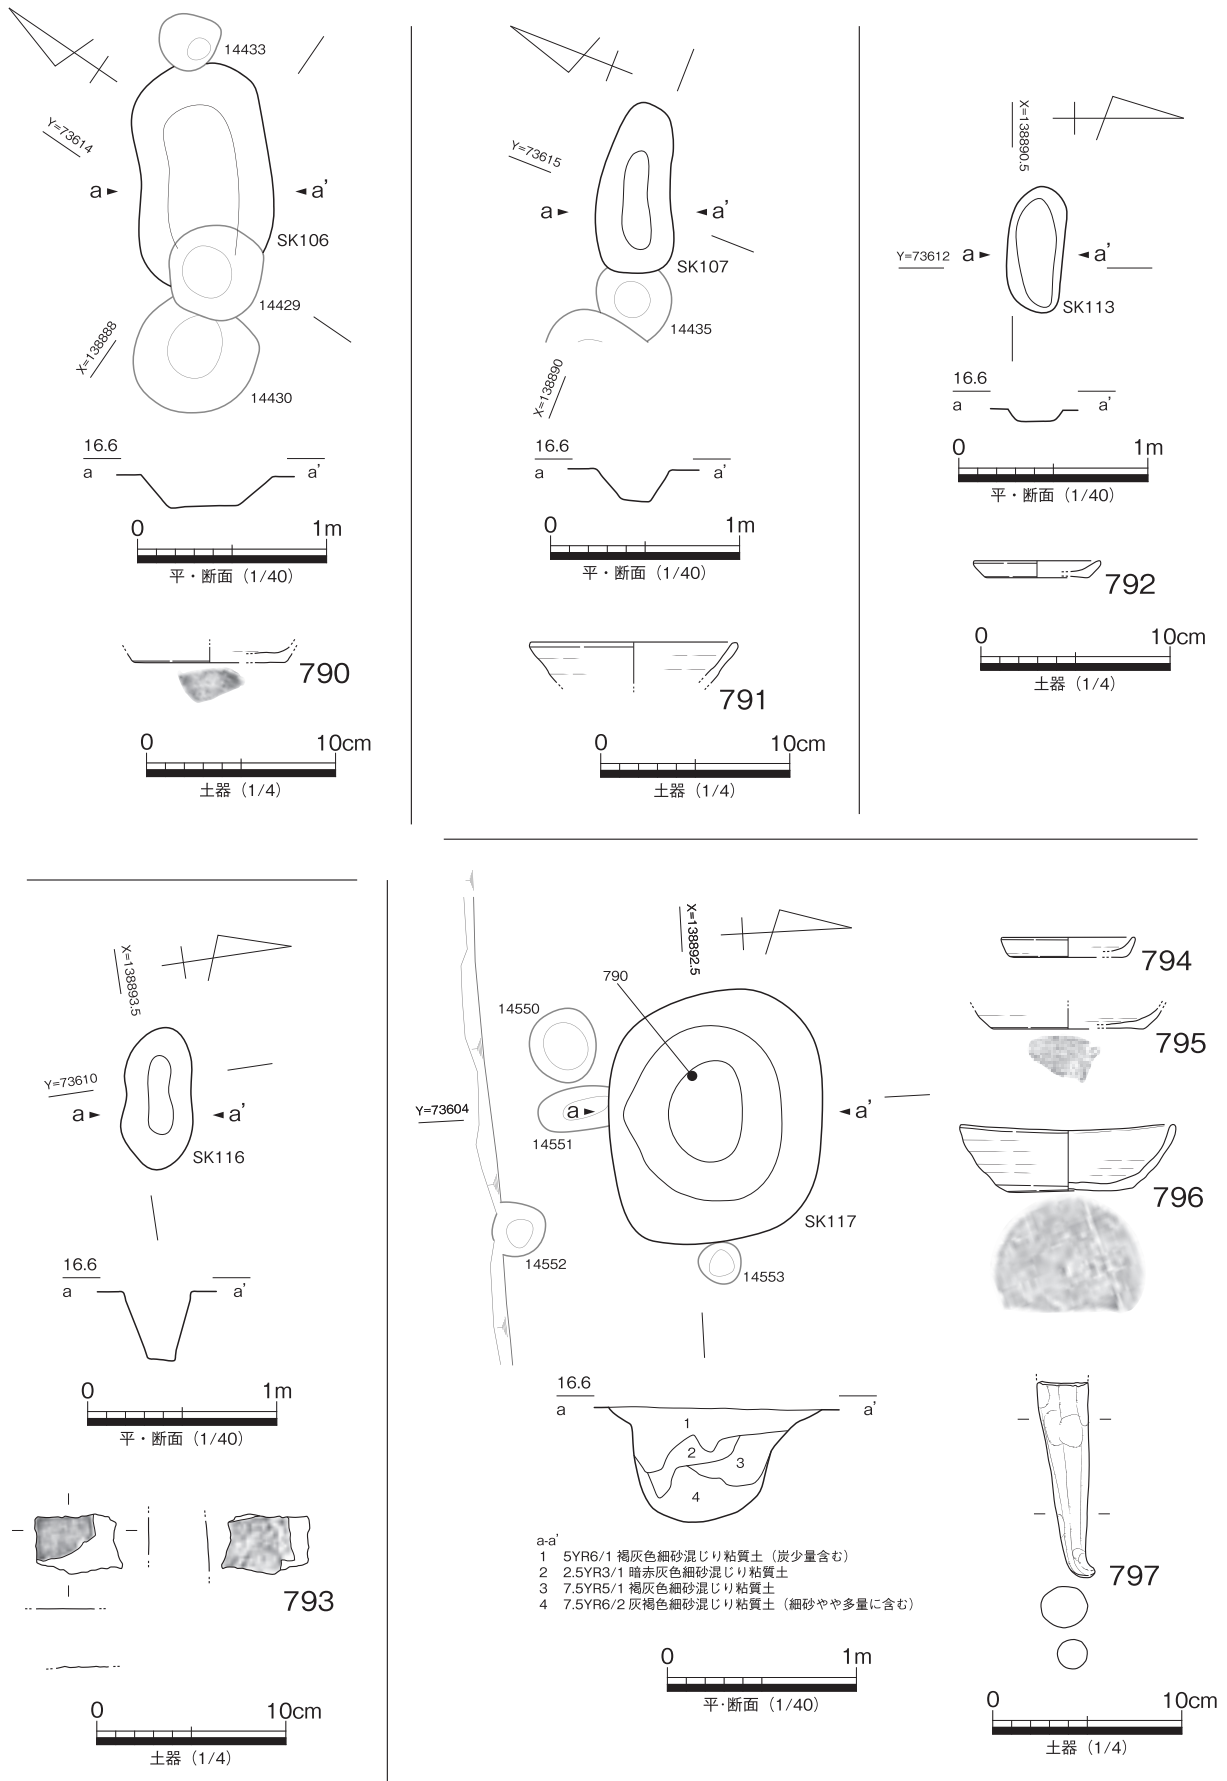 14433
Y=73614
a
a'
SK106
14429
X=138888
14430
16.6
a
a'
0
1m
平・断面（1/40）
790
0
10cm
土器（1/4）
Y=73615
a
a'
SK107
14435
X=138890
16.6
a
a'
0
1m
平・断面（1/40）
791
0
10cm
土器（1/4）
X=138890.5
Y=73612
a
a'
SK113
16.6
a
a'
0
1m
平・断面（1/40）
792
0
10cm
土器（1/4）
X=138893.5
Y=73610
a
a'
SK116
16.6
a
a'
0
1m
平・断面（1/40）
793
0
10cm
土器（1/4）
X=138892.5
790
14550
Y=73604
a
a'
14551
SK117
14552
14553
16.6
a
a'
1
2
3
4
a-a'
1 5YR6/1 褐灰色細砂混じり粘質土（炭少量含む）
2 2.5YR3/1 暗赤灰色細砂混じり粘質土
3 7.5YR5/1 褐灰色細砂混じり粘質土
4 7.5YR6/2 灰褐色細砂混じり粘質土（細砂やや多量に含む）
0
1m
平・断面（1/40）
794
795
796
797
0
10cm
土器（1/4）